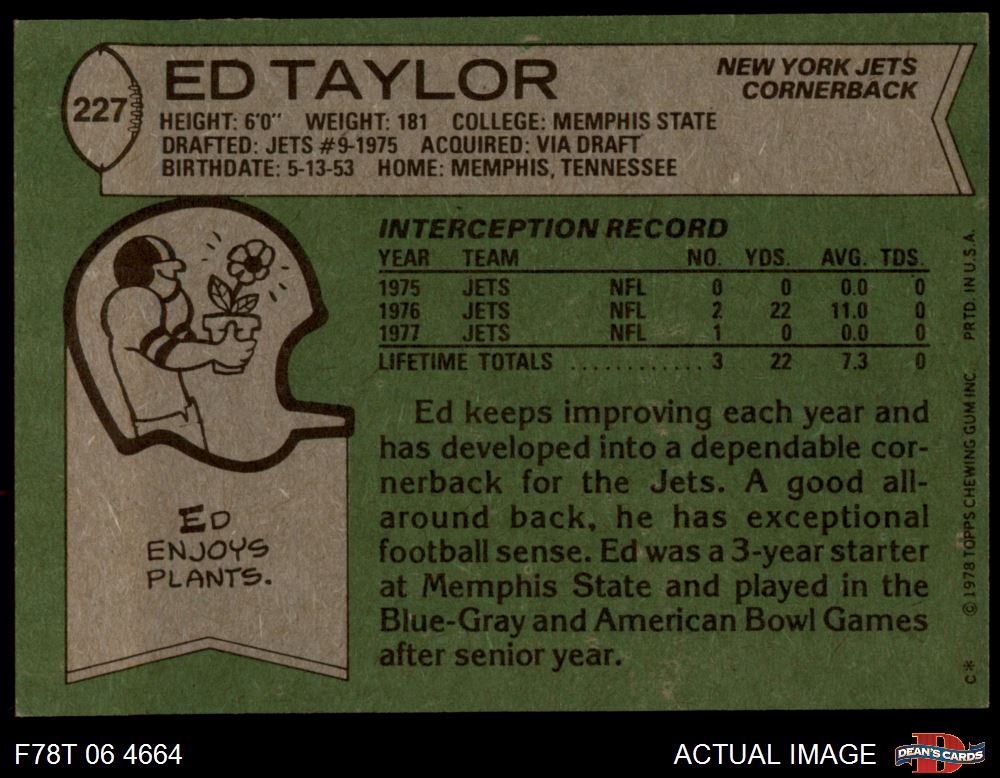 227
ED TAYLOR
NEW YORK JETS
CORNERBACK
HEIGHT: 6'0" WEIGHT: 181 COLLEGE: MEMPHIS STATE
DRAFTED: JETS #9-1975 ACQUIRED: VIA DRAFT
BIRTHDATE: 5-13-53 HOME: MEMPHIS, TENNESSEE
INTERCEPTION RECORD
YEAR TEAM NO. YDS. AVG. TDS.
1975 JETS NFL 0 0 0.0 0
1976 JETS NFL 2 22 11.0 0
1977 JETS NFL 1 0 0.0 0
LIFETIME TOTALS ............ 3 22 7.3 0
Ed keeps improving each year and
has developed into a dependable cor-
nerback for the Jets. A good all-
around back, he has exceptional
football sense. Ed was a 3-year starter
at Memphis State and played in the
Blue-Gray and American Bowl Games
after senior year.
ED
ENJOYS
PLANTS.
C* © 1978 TOPPS CHEWING GUM INC. PRTD. IN U.S.A.
F78T 06 4664
ACTUAL IMAGE
D
DEAN'S CARDS